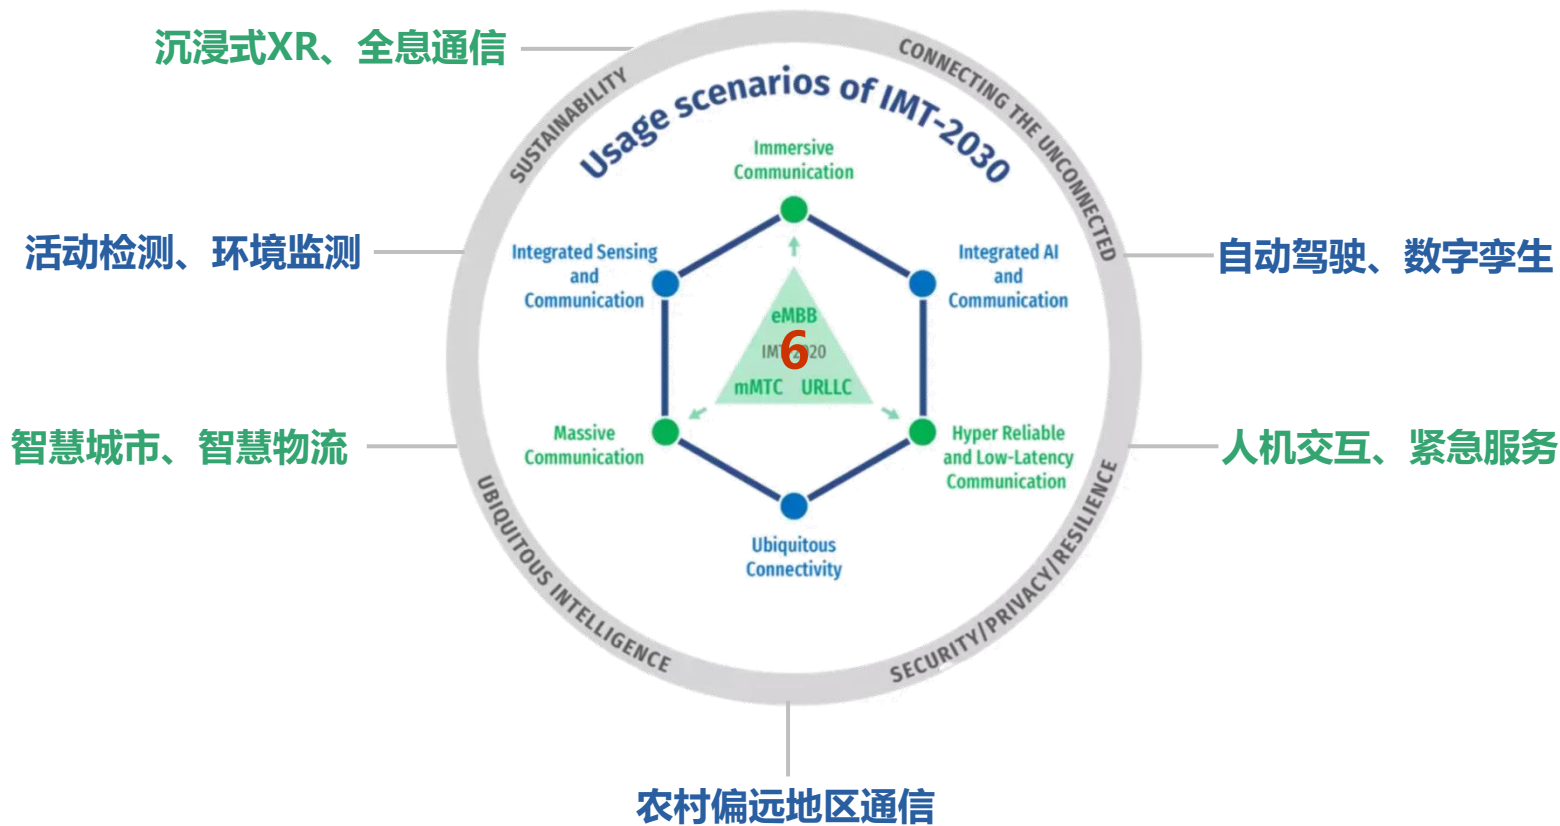 沉浸式XR、全息通信
SUSTAINABILITY
CONNECTING THE UNCONNECTED
Usage scenarios of IMT-2030
Immersive
Communication
活动检测、环境监测
Integrated Sensing
and
Communication
Integrated AI
and
Communication
自动驾驶、数字孪生
eMBB
IMT-2020
6
mMTC URLLC
智慧城市、智慧物流
Massive
Communication
Hyper Reliable
and Low-Latency
Communication
人机交互、紧急服务
Ubiquitous
Connectivity
UBIQUITOUS INTELLIGENCE
SECURITY/PRIVACY/RESILIENCE
农村偏远地区通信